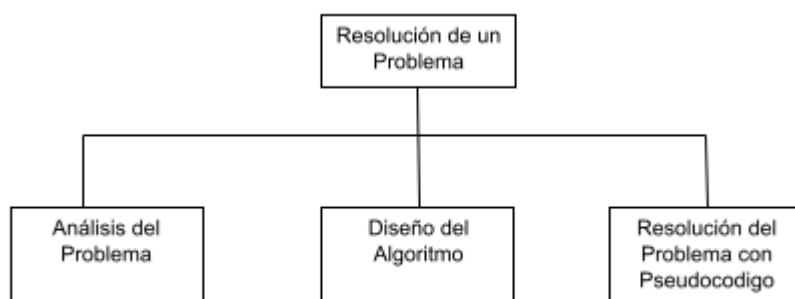 Resolución de un
Problema
Análisis del
Problema
Diseño del
Algoritmo
Resolución del
Problema con
Pseudocodigo